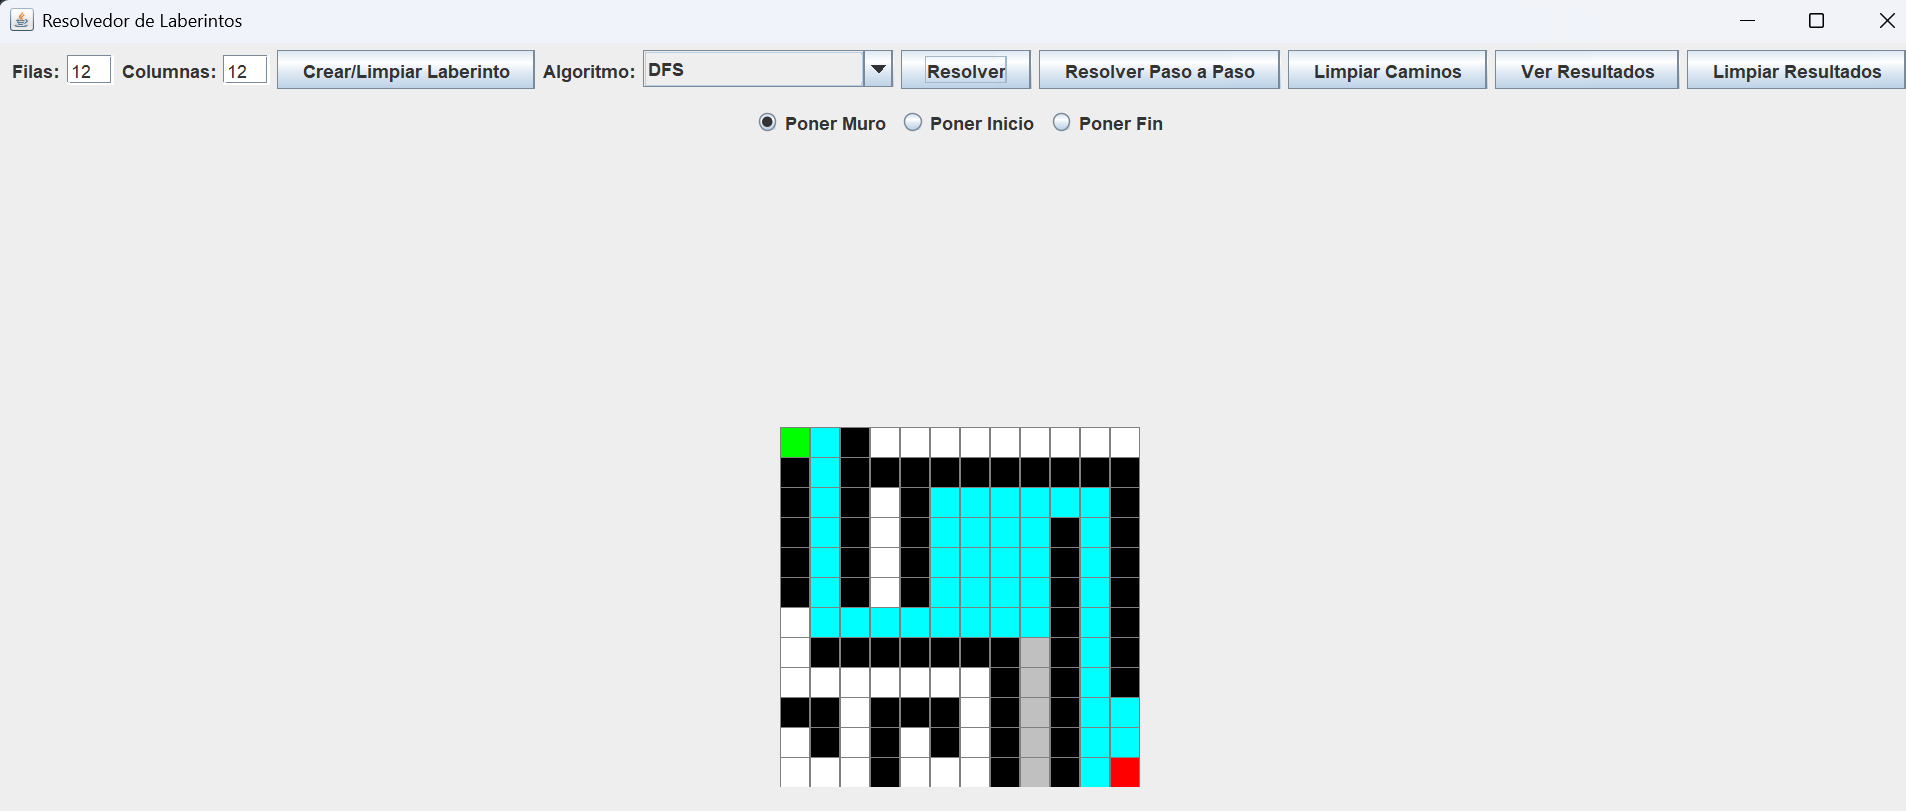 Resolvedor de Laberintos
Filas: 12 Columnas: 12 Crear/Limpiar Laberinto Algoritmo: DFS Resolver Resolver Paso a Paso Limpiar Caminos Ver Resultados Limpiar Resultados
Poner Muro Poner Inicio Poner Fin